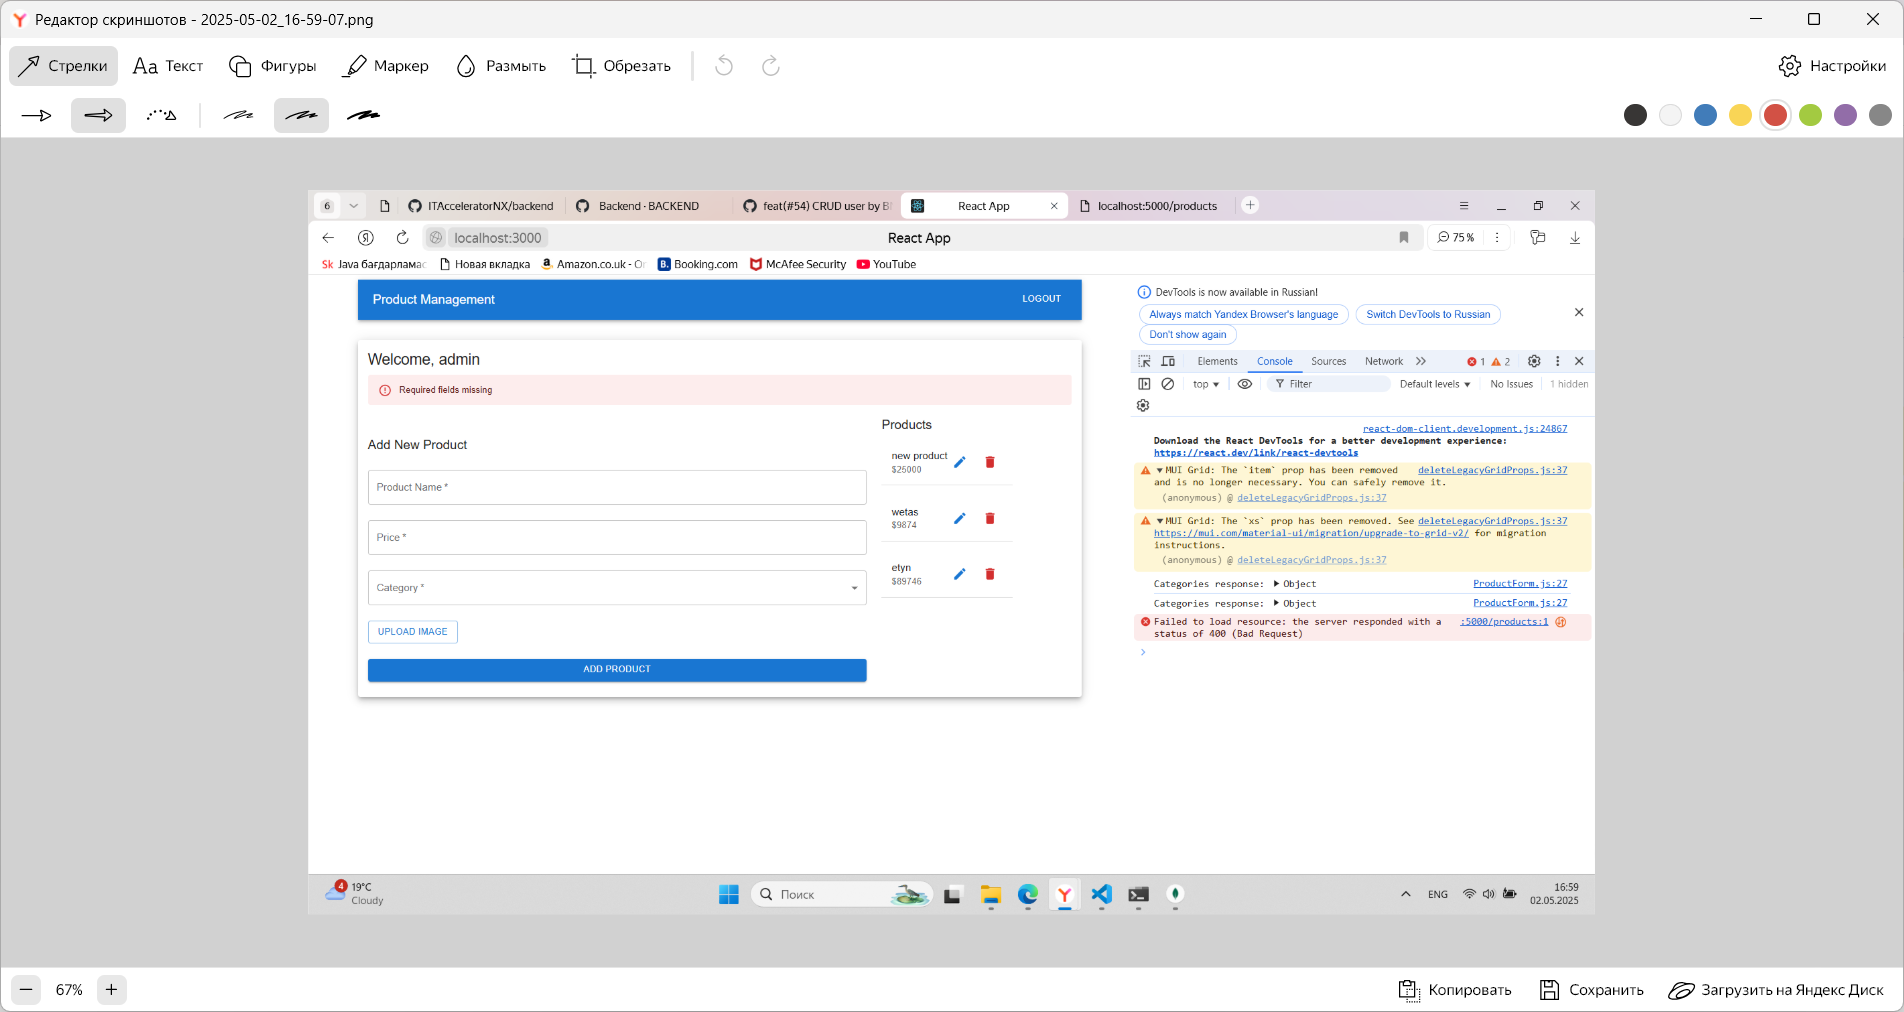 Редактор скриншотов - 2025-05-02_16-59-07.png
Стрелки
Аа Текст
Фигуры
Маркер
Размыть
Обрезать
Настройки
6
ITAcceleratorNX/backend
Backend · BACKEND
feat(#54) CRUD user by
React App
localhost:5000/products
localhost:3000
React App
75%
Sk Java бағдарлама
Новая вкладка
Amazon.co.uk - O
Booking.com
McAfee Security
YouTube
Product Management
LOGOUT
Welcome, admin
Required fields missing
Add New Product
Product Name *
Price *
Category *
UPLOAD IMAGE
ADD PRODUCT
Products
new product
$25000
wetas
$9874
etyn
$89746
DevTools is now available in Russian!
Always match Yandex Browser's language
Switch DevTools to Russian
Don't show again
Elements
Console
Sources
Network
1
2
top
Filter
Default levels
No Issues
1 hidden
react-dom-client.development.js:24867
Download the React DevTools for a better development experience:
https://react.dev/link/react-devtools
MUI Grid: The `item` prop has been removed deleteLegacyGridProps.js:37
and is no longer necessary. You can safely remove it.
(anonymous) @ deleteLegacyGridProps.js:37
MUI Grid: The `xs` prop has been removed. See deleteLegacyGridProps.js:37
https://mui.com/material-ui/migration/upgrade-to-grid-v2/ for migration
instructions.
(anonymous) @ deleteLegacyGridProps.js:37
Categories response: Object ProductForm.js:27
Categories response: Object ProductForm.js:27
Failed to load resource: the server responded with a :5000/products:1
status of 400 (Bad Request)
4
19°C
Cloudy
Поиск
ENG
16:59
02.05.2025
67%
Копировать
Сохранить
Загрузить на Яндекс Диск